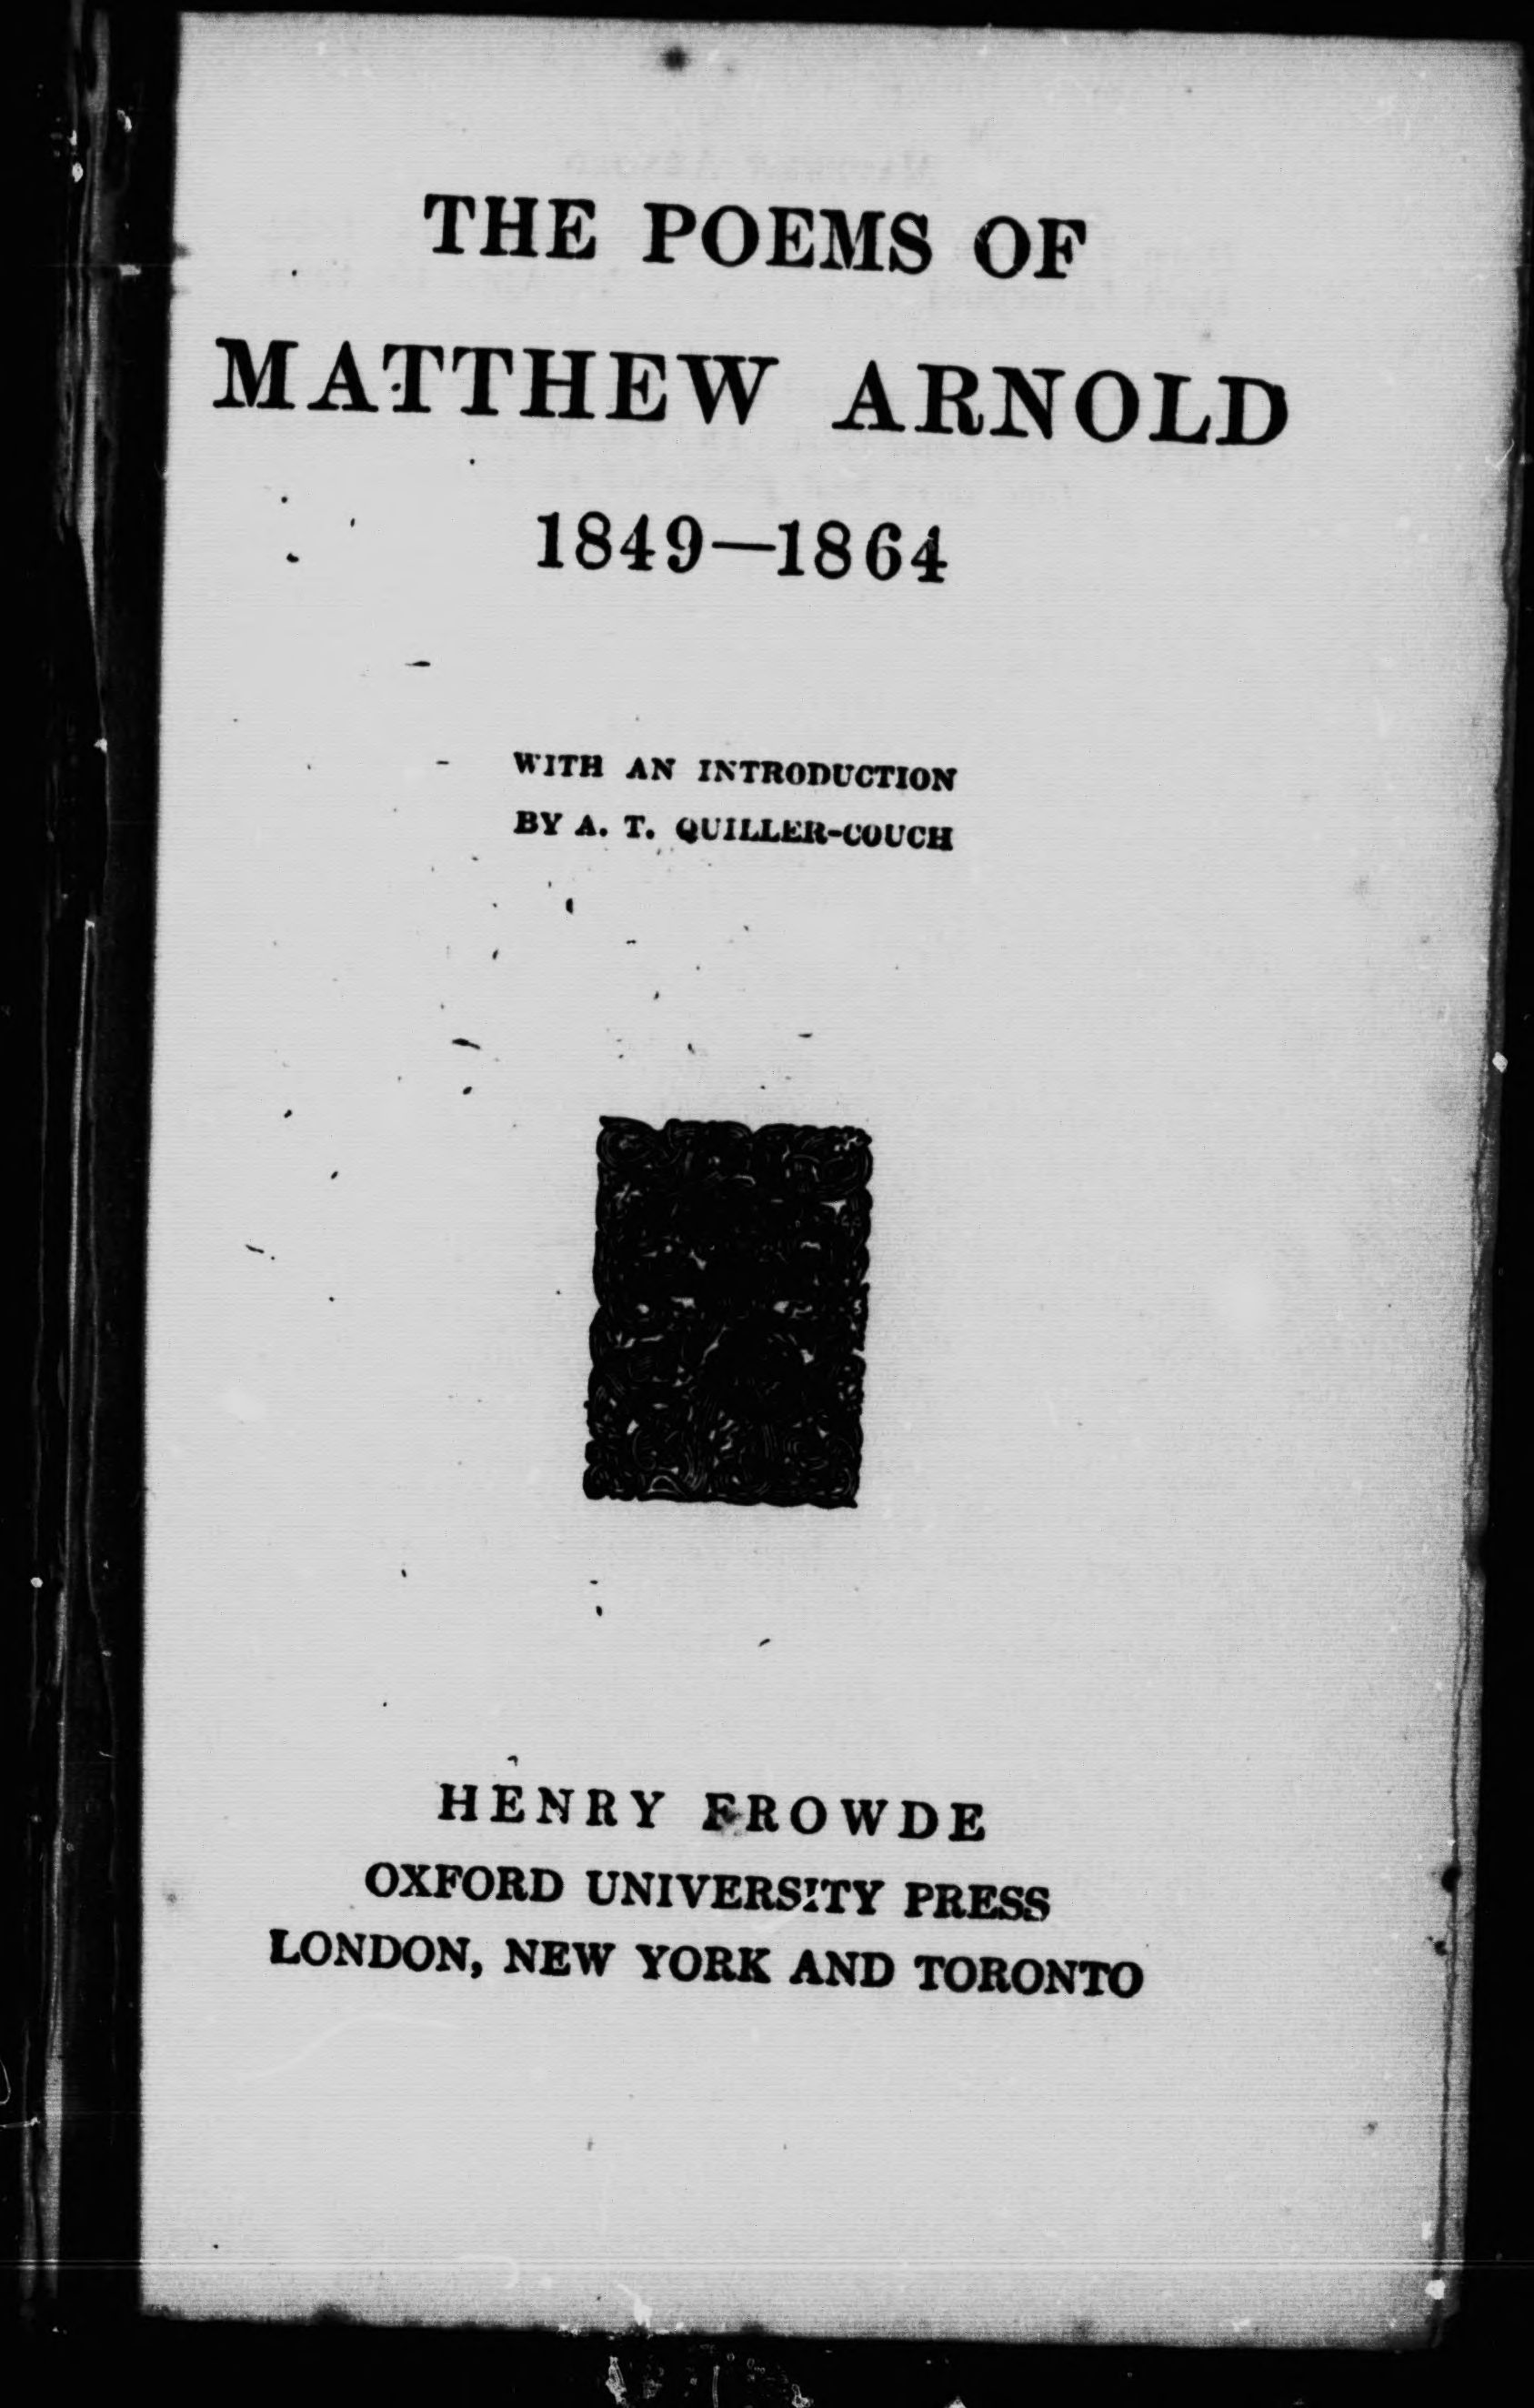 THE POEMS OF
MATTHEW ARNOLD
1849—1864
WITH AN INTRODUCTION
BY A. T. QUILLER-COUCH
HENRY FROWDE
OXFORD UNIVERSITY PRESS
LONDON, NEW YORK AND TORONTO